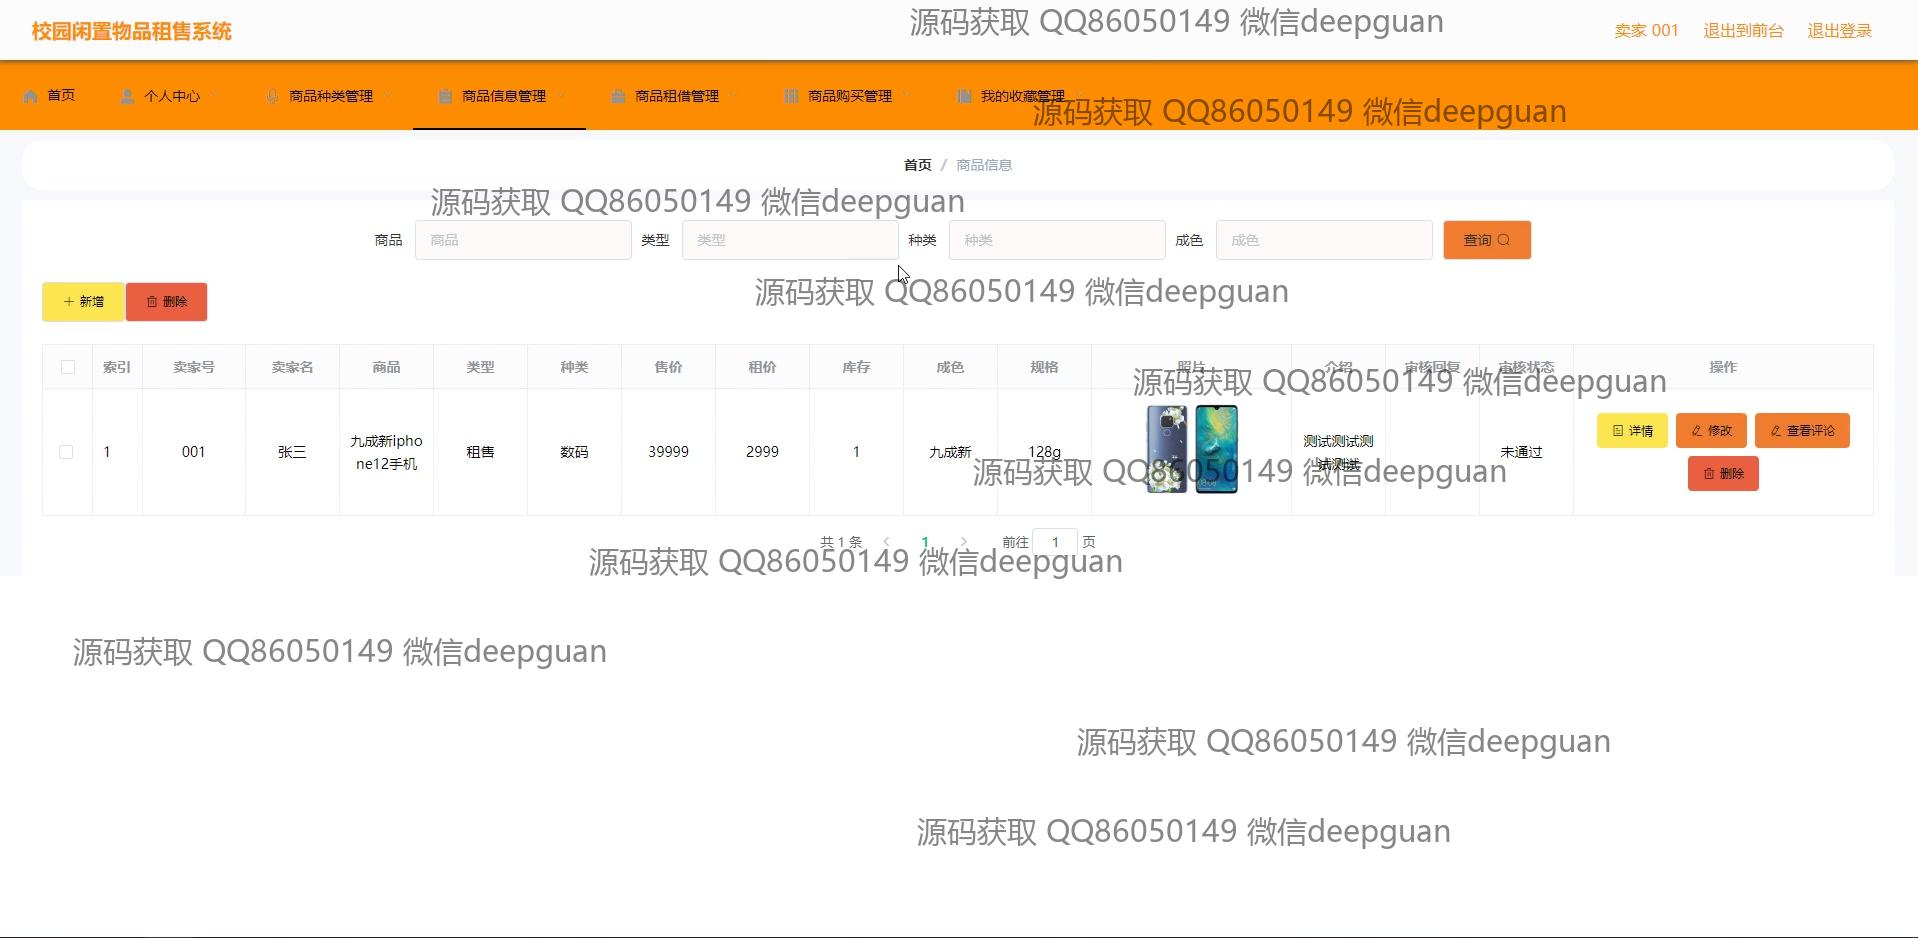 校园闲置物品租售系统
源码获取 QQ86050149 微信deepguan
卖家 001 退出到前台 退出登录
首页 个人中心 商品种类管理 商品信息管理 商品租借管理 商品购买管理 我的收藏管理
源码获取 QQ86050149 微信deepguan
首页 / 商品信息
源码获取 QQ86050149 微信deepguan
商品 商品 类型 类型 种类 种类 成色 成色 查询
源码获取 QQ86050149 微信deepguan
新增 删除
索引 卖家号 卖家名 商品 类型 种类 售价 租价 库存 成色 规格 照片 介绍 审核回复 审核状态 操作
源码获取 QQ86050149 微信deepguan
1 001 张三 九成新ipho 租售 数码 39999 2999 1 九成新 128g 测试测试测 未通过 详情 修改 查看评论
ne12手机 试测试 删除
源码获取 QQ86050149 微信deepguan
共 1 条 1 前往 1 页
源码获取 QQ86050149 微信deepguan
源码获取 QQ86050149 微信deepguan
源码获取 QQ86050149 微信deepguan
源码获取 QQ86050149 微信deepguan